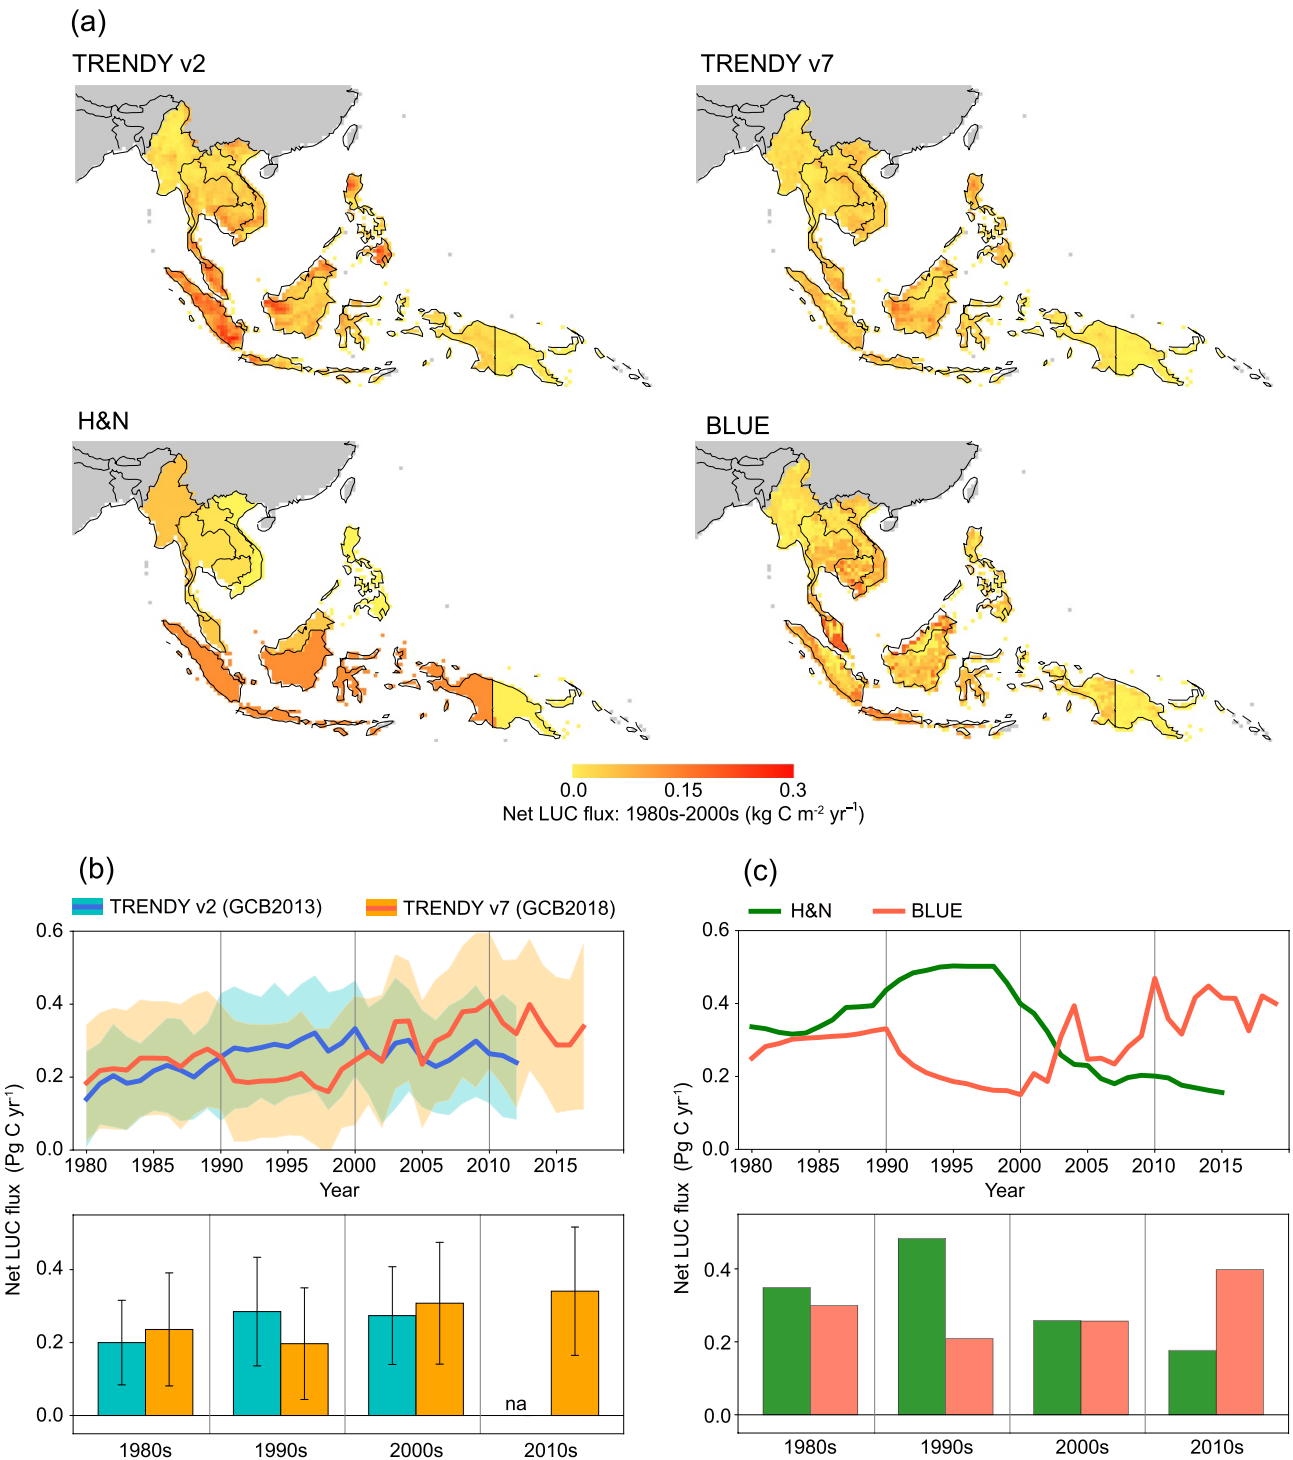 (a)
TRENDY v2
TRENDY v7
H&N
BLUE
0.0 0.15 0.3
Net LUC flux: 1980s-2000s (kg C m⁻² yr⁻¹)
(b)
TRENDY v2 (GCB2013) TRENDY v7 (GCB2018)
0.6
0.4
0.2
0.0
1980 1985 1990 1995 2000 2005 2010 2015
Year
Net LUC flux (Pg C yr⁻¹)
0.4
0.2
0.0
na
1980s 1990s 2000s 2010s
(c)
H&N BLUE
0.6
0.4
0.2
0.0
1980 1985 1990 1995 2000 2005 2010 2015
Year
Net LUC flux (Pg C yr⁻¹)
0.4
0.2
0.0
1980s 1990s 2000s 2010s